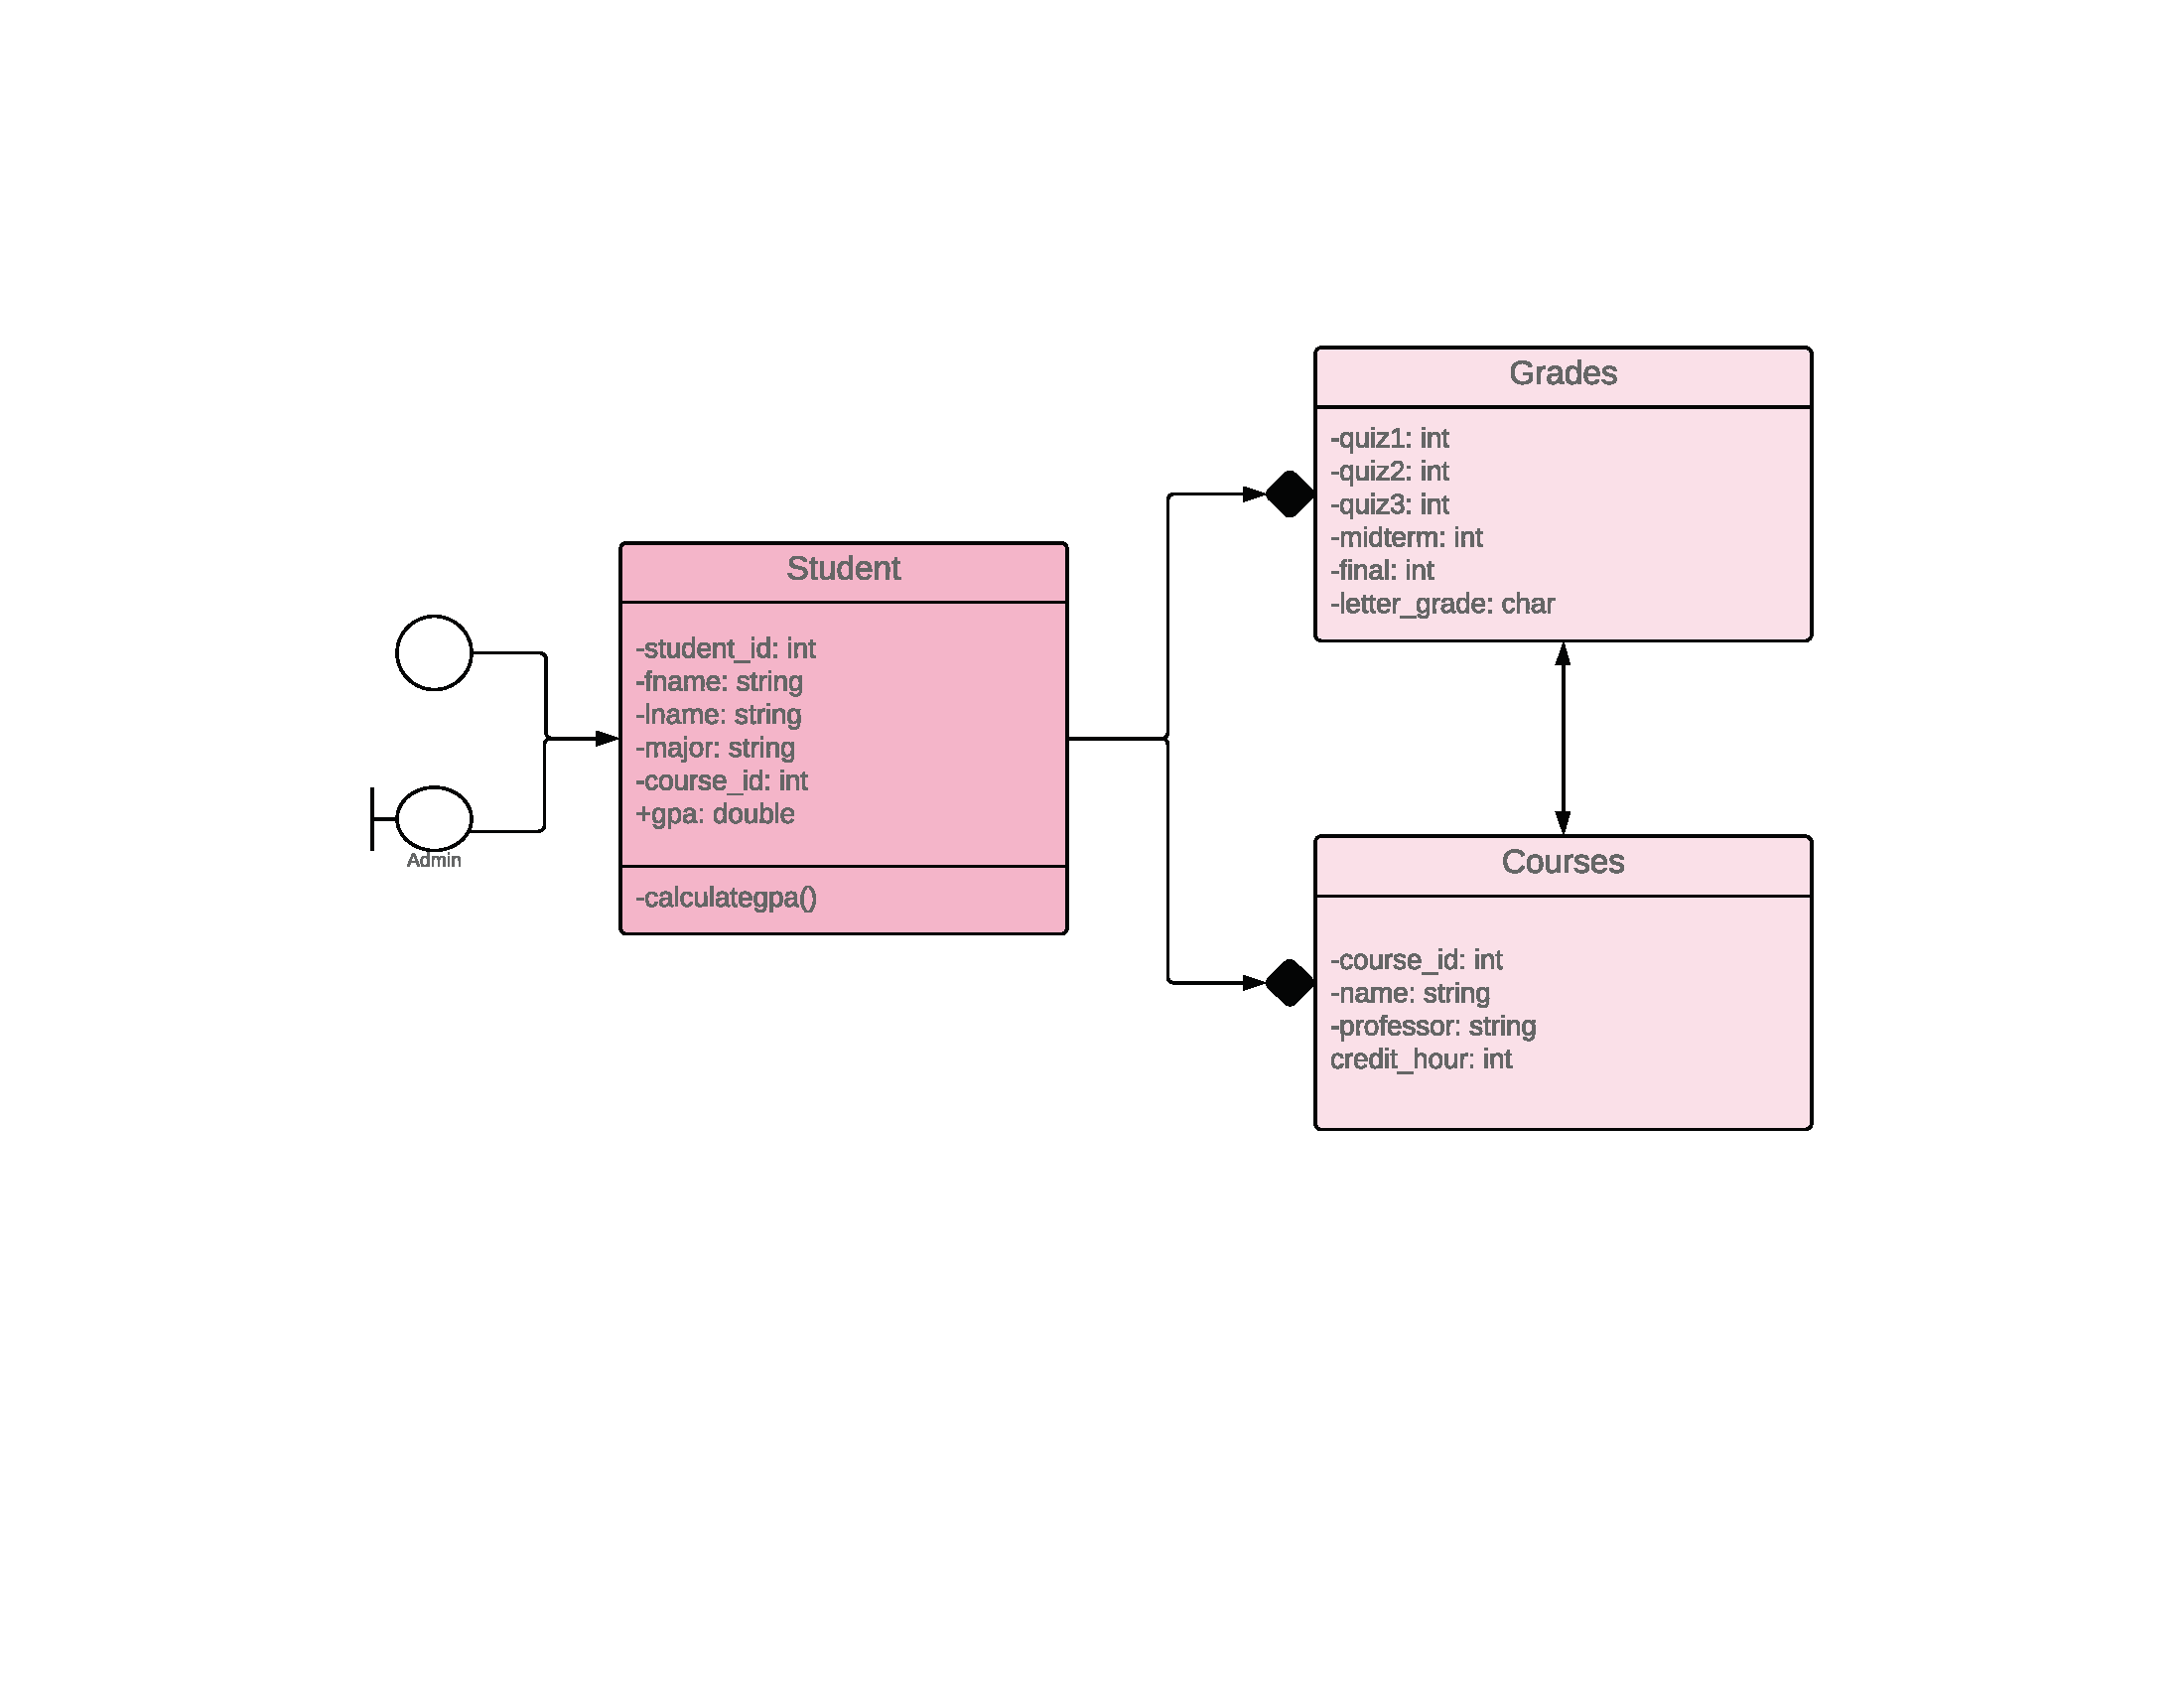 Admin
Student
-student_id: int
-fname: string
-lname: string
-major: string
-course_id: int
+gpa: double
-calculategpa()
Grades
-quiz1: int
-quiz2: int
-quiz3: int
-midterm: int
-final: int
-letter_grade: char
Courses
-course_id: int
-name: string
-professor: string
credit_hour: int